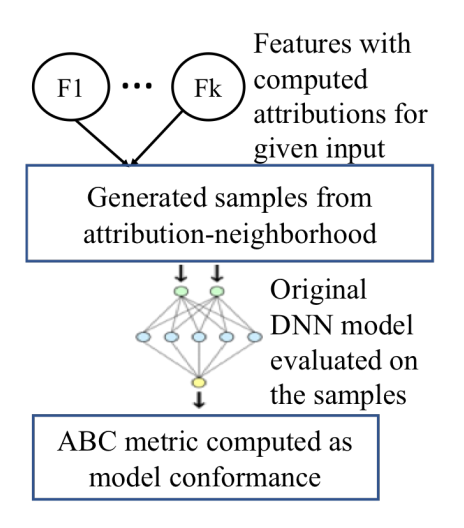 F1 ••• Fk
Features with
computed
attributions for
given input
Generated samples from
attribution-neighborhood
Original
DNN model
evaluated on
the samples
ABC metric computed as
model conformance